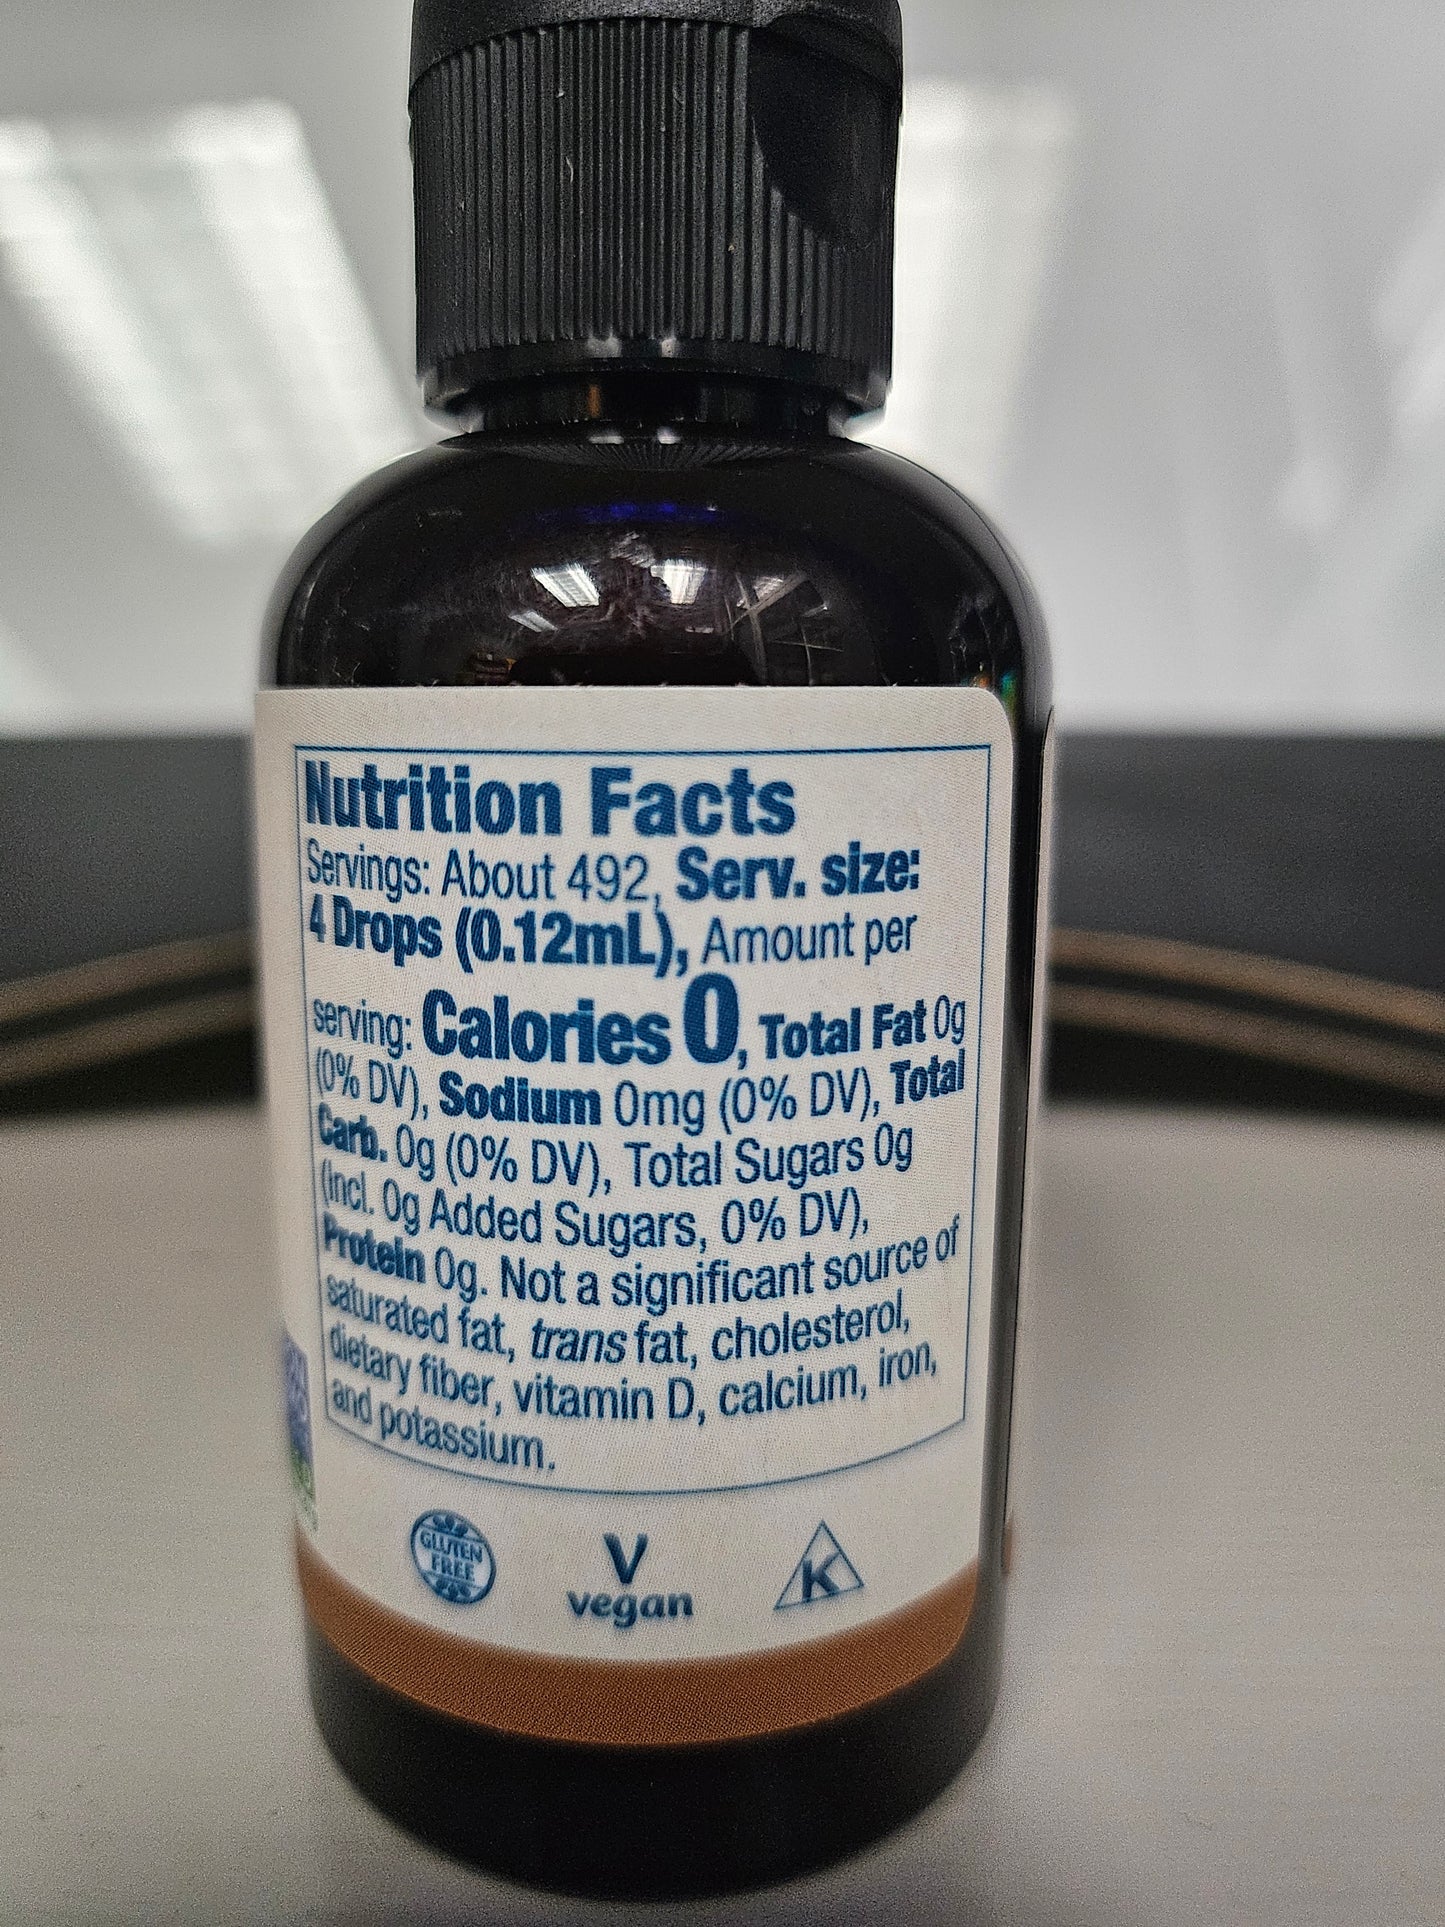 Nutrition Facts
Servings: About 492, Serv. size:
4 Drops (0.12mL), Amount per
serving: Calories 0, Total Fat 0g
(0% DV), Sodium 0mg (0% DV), Total
Carb. 0g (0% DV), Total Sugars 0g
(incl. 0g Added Sugars, 0% DV),
Protein 0g. Not a significant source of
saturated fat, trans fat, cholesterol,
dietary fiber, vitamin D, calcium, iron,
and potassium.
GLUTEN
FREE
V
vegan
K